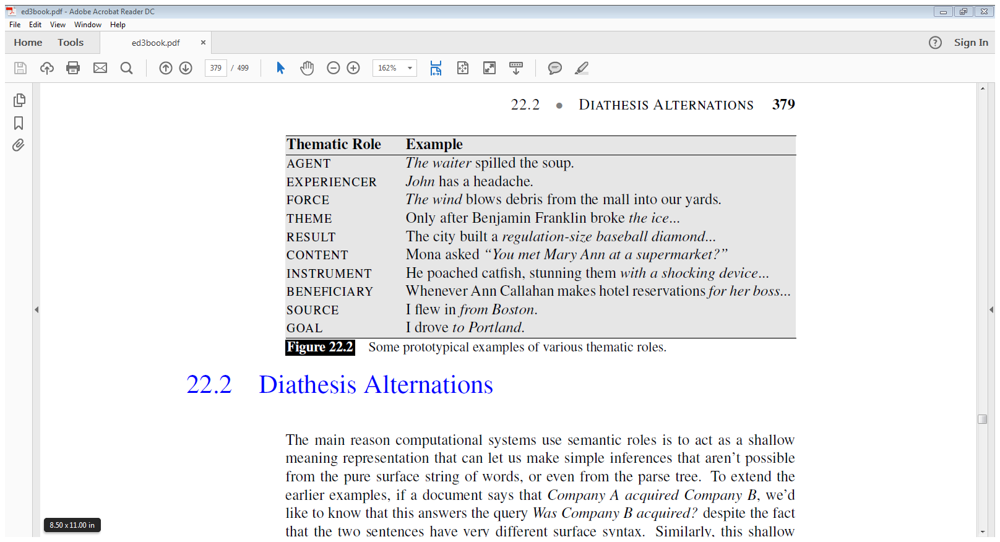 ed3book.pdf - Adobe Acrobat Reader DC
File Edit View Window Help
Home Tools ed3book.pdf × ? Sign In
379 / 499 162%
22.2 • DIATHESIS ALTERNATIONS 379
Thematic Role Example
AGENT The waiter spilled the soup.
EXPERIENCER John has a headache.
FORCE The wind blows debris from the mall into our yards.
THEME Only after Benjamin Franklin broke the ice...
RESULT The city built a regulation-size baseball diamond...
CONTENT Mona asked “You met Mary Ann at a supermarket?”
INSTRUMENT He poached catfish, stunning them with a shocking device...
BENEFICIARY Whenever Ann Callahan makes hotel reservations for her boss...
SOURCE I flew in from Boston.
GOAL I drove to Portland.
Figure 22.2 Some prototypical examples of various thematic roles.
22.2 Diathesis Alternations
The main reason computational systems use semantic roles is to act as a shallow
meaning representation that can let us make simple inferences that aren’t possible
from the pure surface string of words, or even from the parse tree. To extend the
earlier examples, if a document says that Company A acquired Company B, we’d
like to know that this answers the query Was Company B acquired? despite the fact
that the two sentences have very different surface syntax. Similarly, this shallow
8.50 x 11.00 in